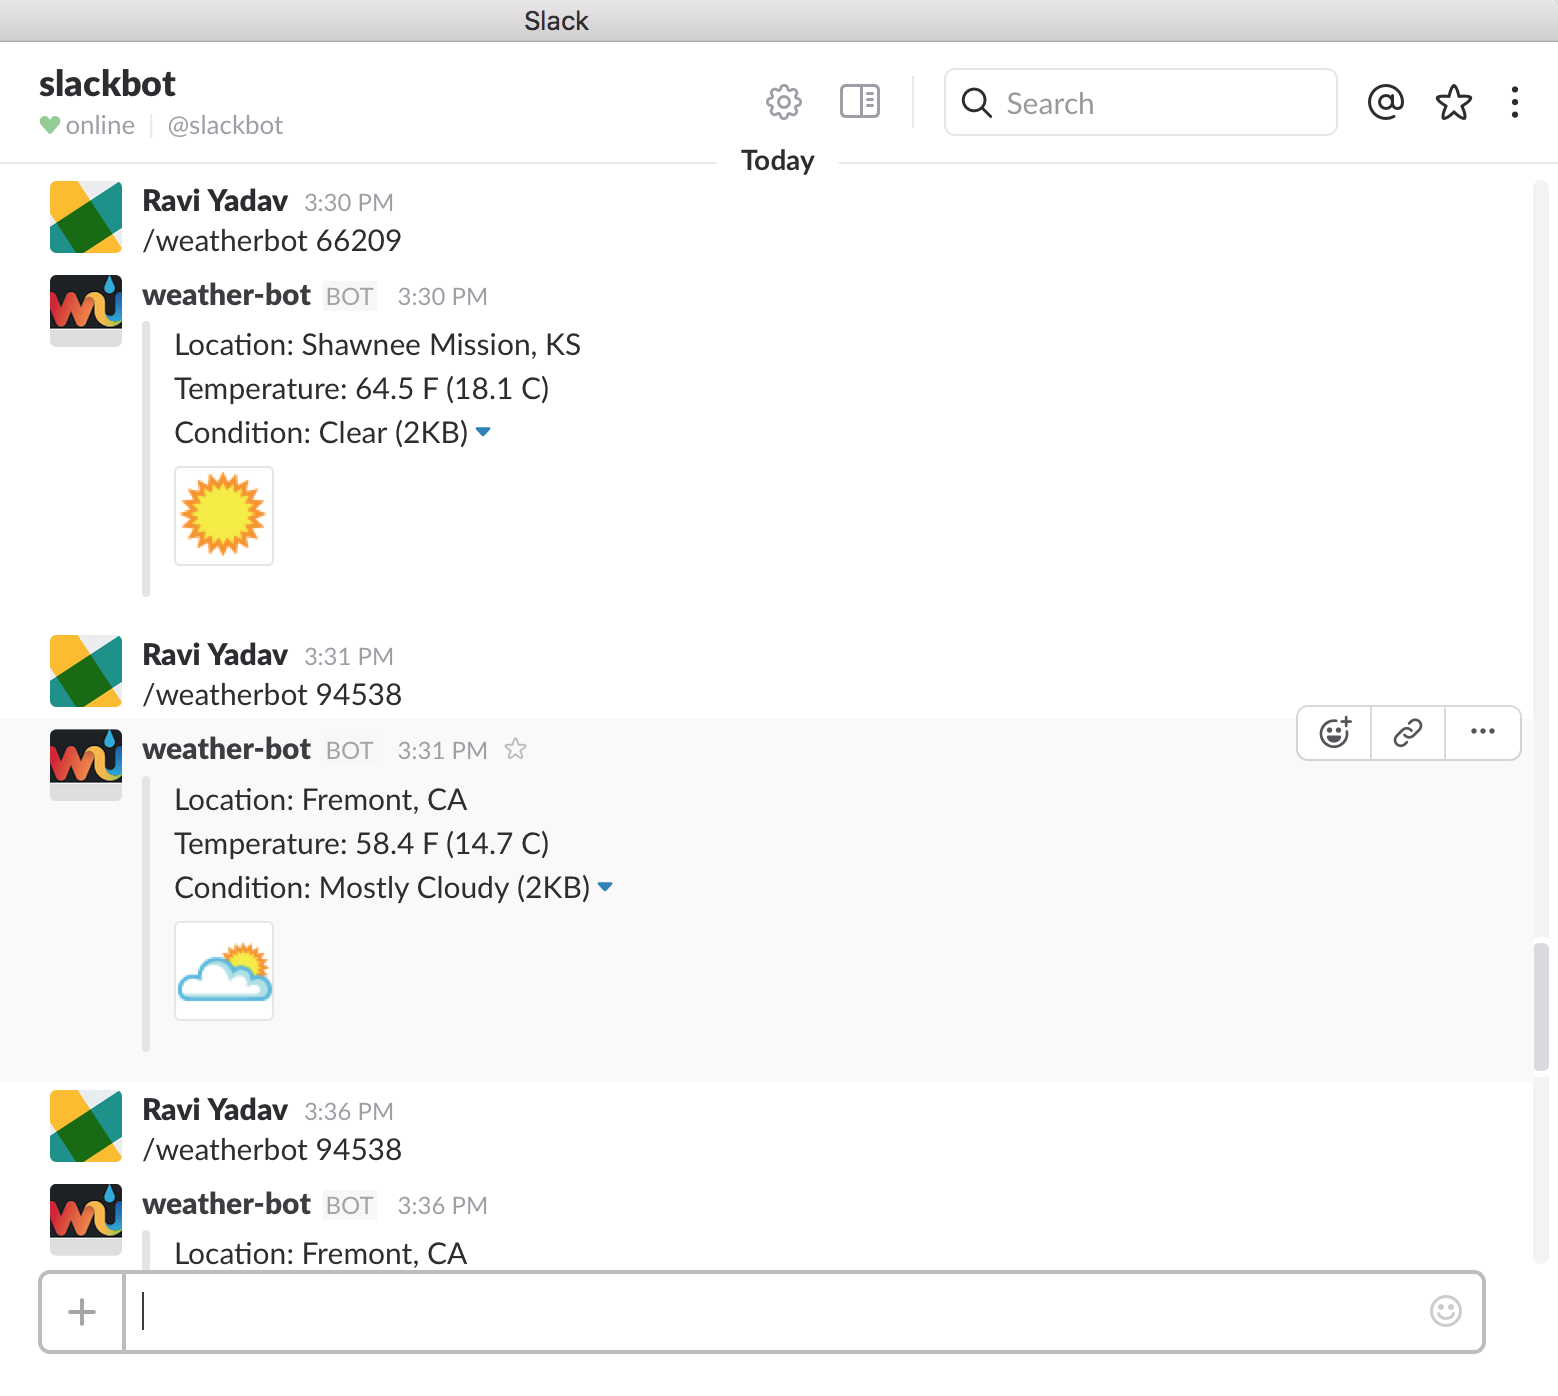 Slack
slackbot
online @slackbot
Search
Today
Ravi Yadav 3:30 PM
/weatherbot 66209
weather-bot BOT 3:30 PM
Location: Shawnee Mission, KS
Temperature: 64.5 F (18.1 C)
Condition: Clear (2KB)
Ravi Yadav 3:31 PM
/weatherbot 94538
weather-bot BOT 3:31 PM
Location: Fremont, CA
Temperature: 58.4 F (14.7 C)
Condition: Mostly Cloudy (2KB)
Ravi Yadav 3:36 PM
/weatherbot 94538
weather-bot BOT 3:36 PM
Location: Fremont, CA